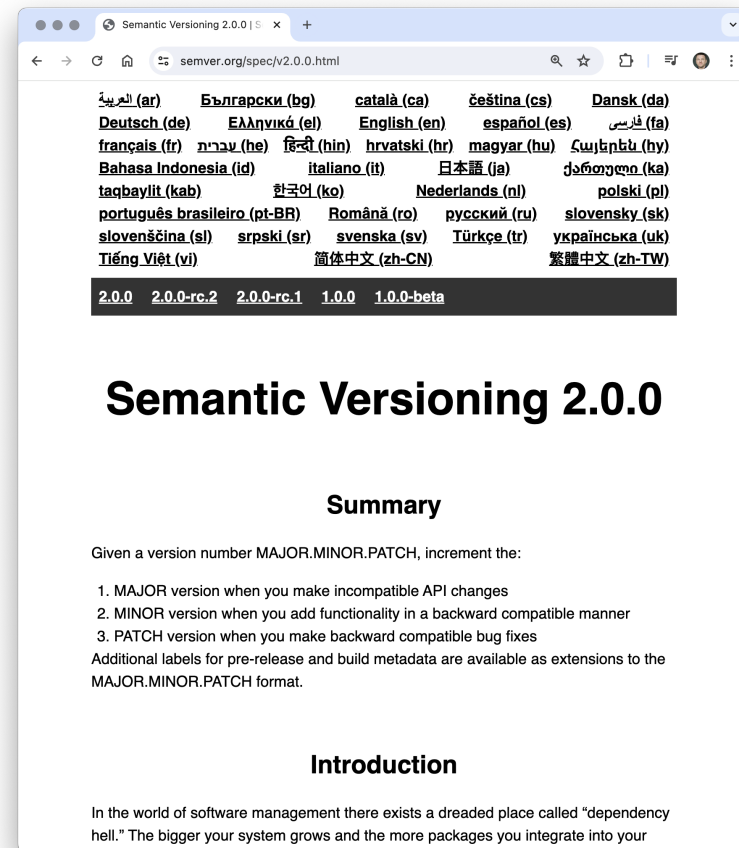 Semantic Versioning 2.0.0 | S
semver.org/spec/v2.0.0.html
العربية (ar) Български (bg) català (ca) čeština (cs) Dansk (da)
Deutsch (de) Ελληνικά (el) English (en) español (es) فارسی (fa)
français (fr) עברית (he) हिन्दी (hin) hrvatski (hr) magyar (hu) Հայերեն (hy)
Bahasa Indonesia (id) italiano (it) 日本語 (ja) ქართული (ka)
taqbaylit (kab) 한국어 (ko) Nederlands (nl) polski (pl)
português brasileiro (pt-BR) Română (ro) pусский (ru) slovensky (sk)
slovenščina (sl) srpski (sr) svenska (sv) Türkçe (tr) українська (uk)
Tiếng Việt (vi) 简体中文 (zh-CN) 繁體中文 (zh-TW)
2.0.0 2.0.0-rc.2 2.0.0-rc.1 1.0.0 1.0.0-beta
Semantic Versioning 2.0.0
Summary
Given a version number MAJOR.MINOR.PATCH, increment the:
1. MAJOR version when you make incompatible API changes
2. MINOR version when you add functionality in a backward compatible manner
3. PATCH version when you make backward compatible bug fixes
Additional labels for pre-release and build metadata are available as extensions to the
MAJOR.MINOR.PATCH format.
Introduction
In the world of software management there exists a dreaded place called “dependency
hell.” The bigger your system grows and the more packages you integrate into your